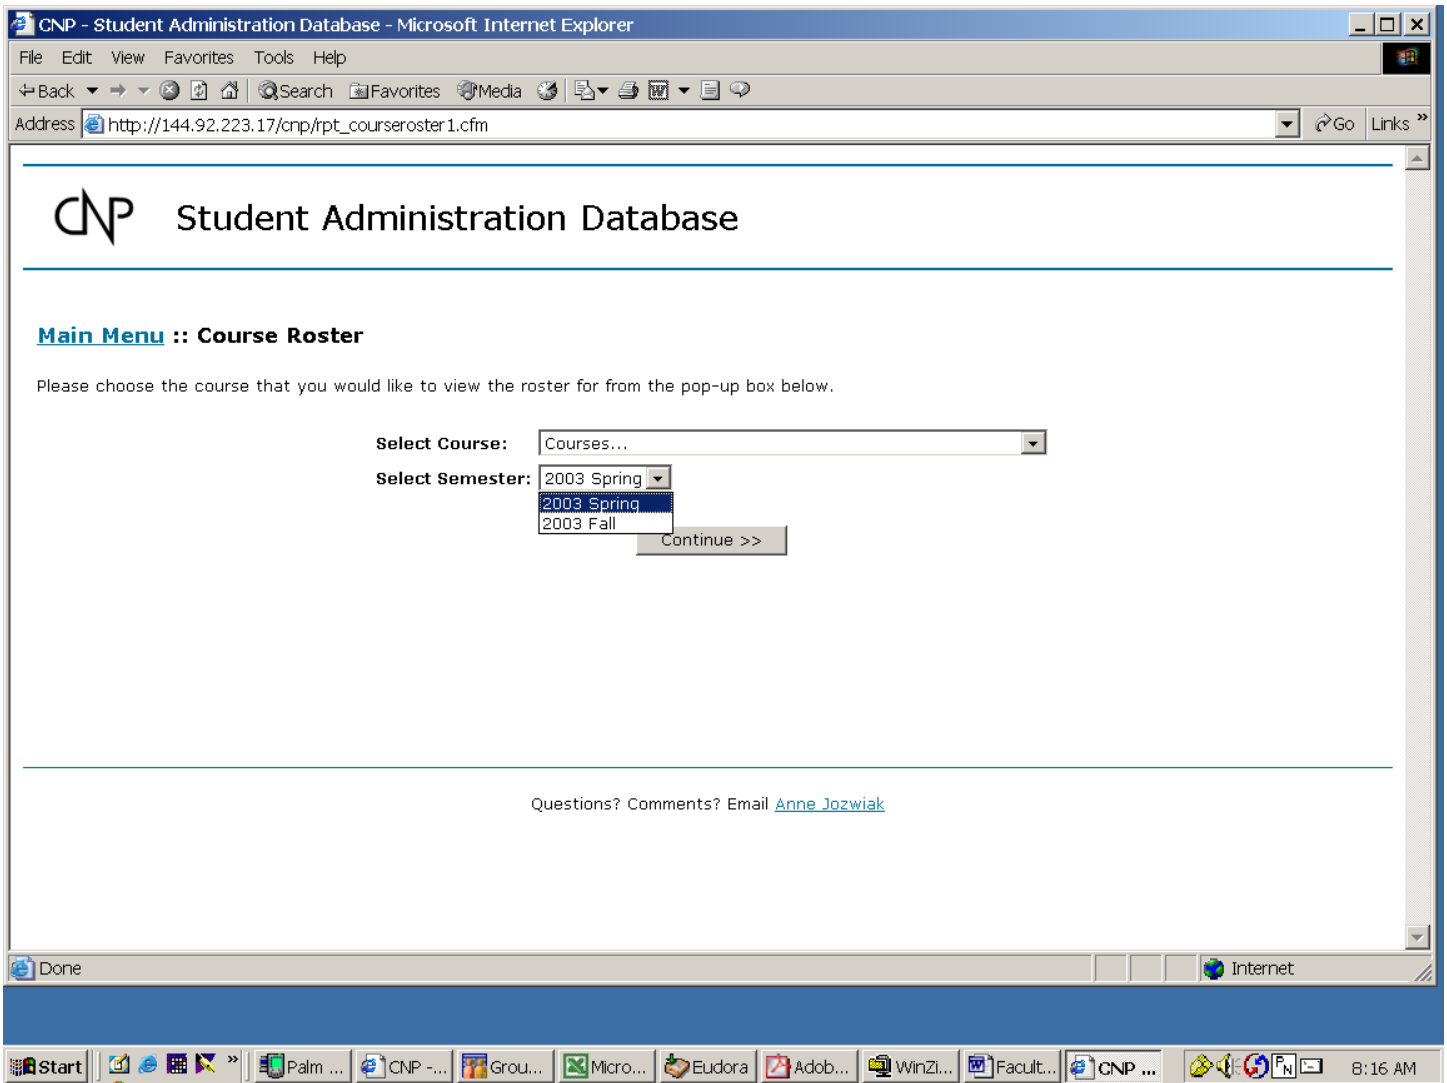 CNP - Student Administration Database - Microsoft Internet Explorer
File Edit View Favorites Tools Help
Back Search Favorites Media
Address http://144.92.223.17/cnp/rpt_courseroster1.cfm Go Links »
CNP Student Administration Database
Main Menu :: Course Roster
Please choose the course that you would like to view the roster for from the pop-up box below.
Select Course: Courses...
Select Semester: 2003 Spring
2003 Spring
2003 Fall
Continue >>
Questions? Comments? Email Anne Jozwiak
Done Internet
Start » Palm ... CNP -... Grou... Micro... Eudora Adob... WinZi... Facult... CNP ... PN 8:16 AM